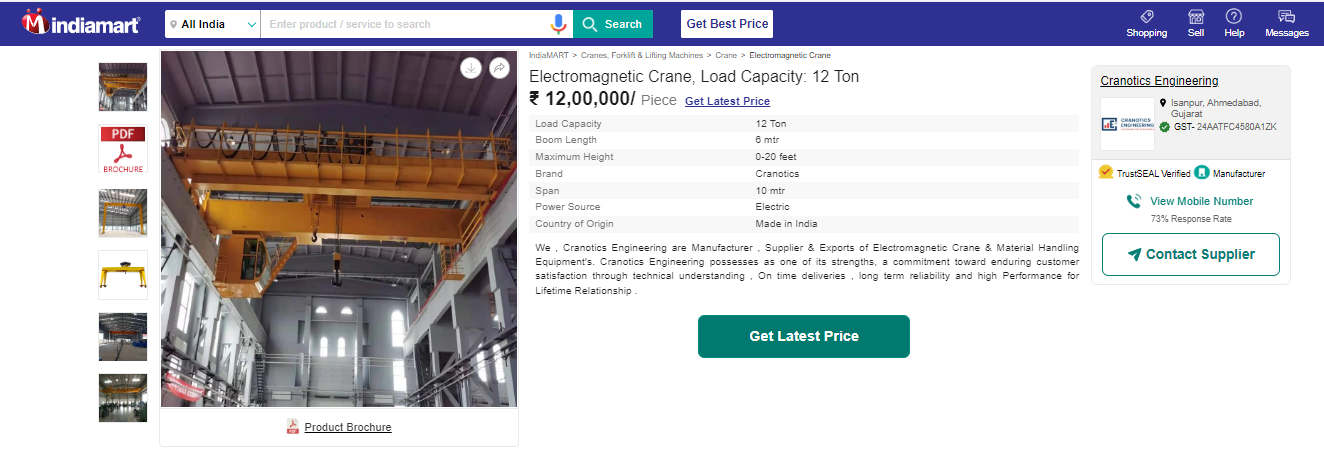 indiamart
All India
Enter product / service to search
Search
Get Best Price
Shopping
Sell
Help
Messages
PDF
BROCHURE
Product Brochure
IndiaMART > Cranes, Forklift & Lifting Machines > Crane > Electromagnetic Crane
Electromagnetic Crane, Load Capacity: 12 Ton
₹ 12,00,000/ Piece Get Latest Price
Load Capacity 12 Ton
Boom Length 6 mtr
Maximum Height 0-20 feet
Brand Cranotics
Span 10 mtr
Power Source Electric
Country of Origin Made in India
We , Cranotics Engineering are Manufacturer , Supplier & Exports of Electromagnetic Crane & Material Handling
Equipment's. Cranotics Engineering possesses as one of its strengths, a commitment toward enduring customer
satisfaction through technical understanding , On time deliveries , long term reliability and high Performance for
Lifetime Relationship .
Get Latest Price
Cranotics Engineering
CRANOTICS
ENGINEERING
Isanpur, Ahmedabad,
Gujarat
GST- 24AATFC4580A1ZK
TrustSEAL Verified Manufacturer
View Mobile Number
73% Response Rate
Contact Supplier